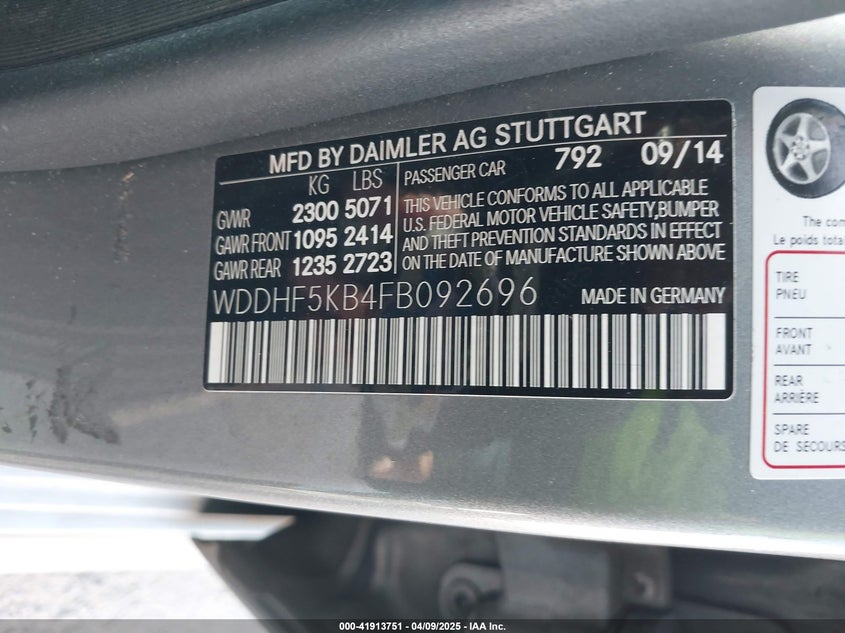 MFD BY DAIMLER AG STUTTGART
KG LBS
GVWR 2300 5071
GAWR FRONT 1095 2414
GAWR REAR 1235 2723
PASSENGER CAR 792 09/14
THIS VEHICLE CONFORMS TO ALL APPLICABLE
U.S. FEDERAL MOTOR VEHICLE SAFETY,BUMPER
AND THEFT PREVENTION STANDARDS IN EFFECT
ON THE DATE OF MANUFACTURE SHOWN ABOVE
WDDHF5KB4FB092696 MADE IN GERMANY
The
Le poids
TIRE
PNEU
FRONT
AVANT
REAR
ARRIÈRE
SPARE
DE SECOURS
000-41913751 | 04/09/2025 - IAA Inc.